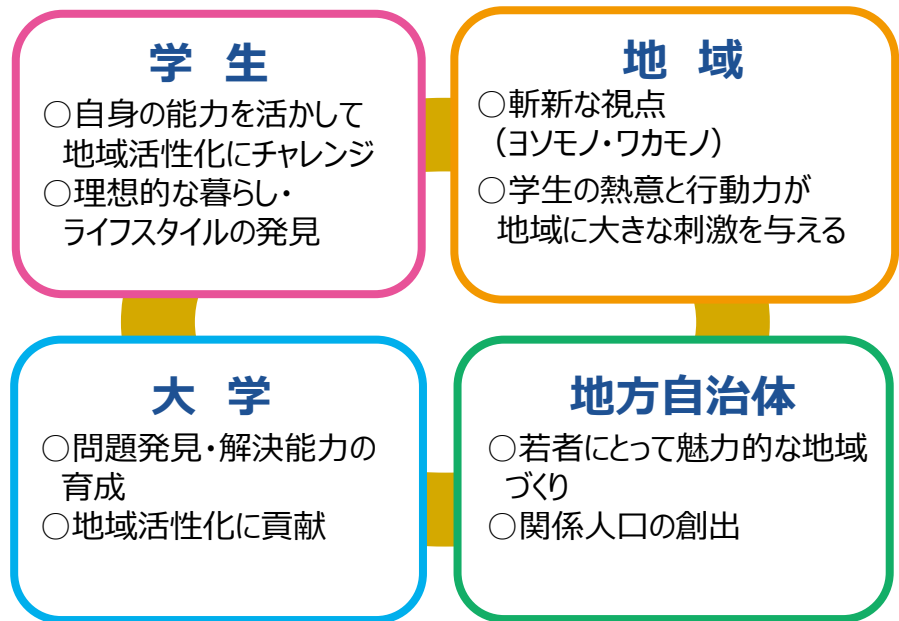 学 生
○自身の能力を活かして
地域活性化にチャレンジ
○理想的な暮らし・
ライフスタイルの発見
地 域
○斬新な視点
（ヨソモノ・ワカモノ）
○学生の熱意と行動力が
地域に大きな刺激を与える
大 学
○問題発見・解決能力の
育成
○地域活性化に貢献
地方自治体
○若者にとって魅力的な地域
づくり
○関係人口の創出